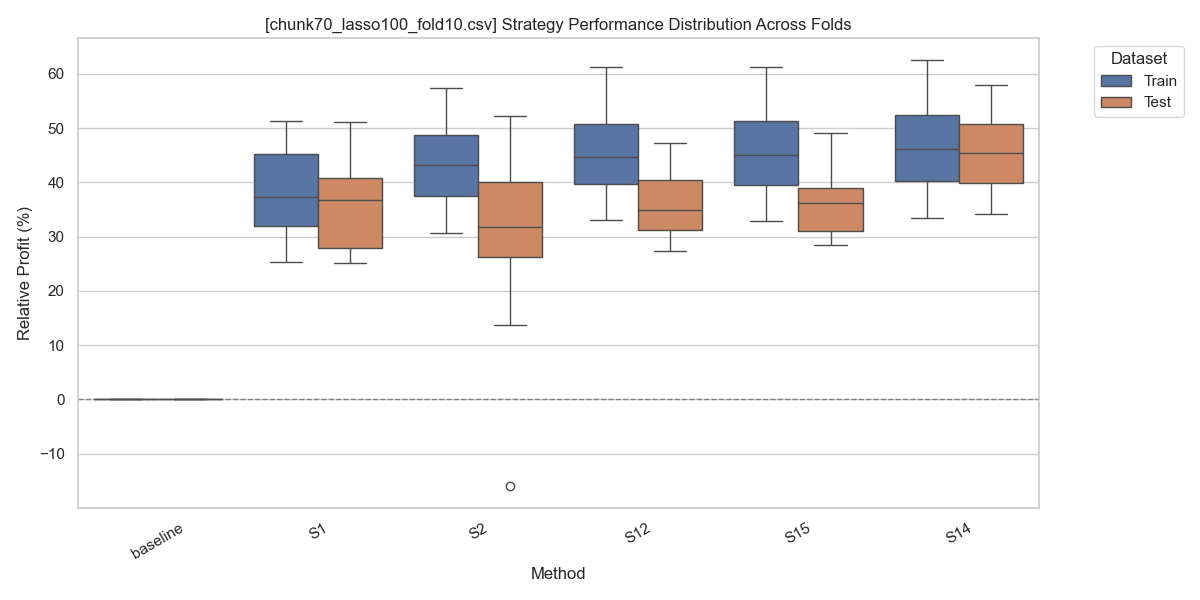 [chunk70_lasso100_fold10.csv] Strategy Performance Distribution Across Folds
Dataset
Train
Test
Relative Profit (%)
60
50
40
30
20
10
0
−10
baseline
S1
S2
S12
S15
S14
Method